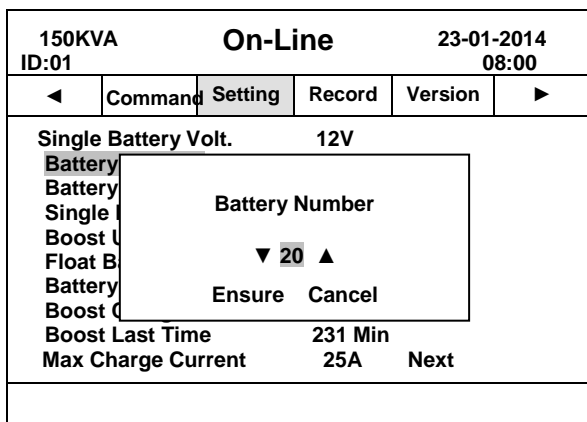 150KVA On-Line 23-01-2014
ID:01 08:00
◄ Command Setting Record Version ►
Single Battery Volt. 12V
Battery
Battery
Single
Boost
Float
Battery
Boost
Battery Number
▼ 20 ▲
Ensure Cancel
Boost Last Time 231 Min
Max Charge Current 25A Next